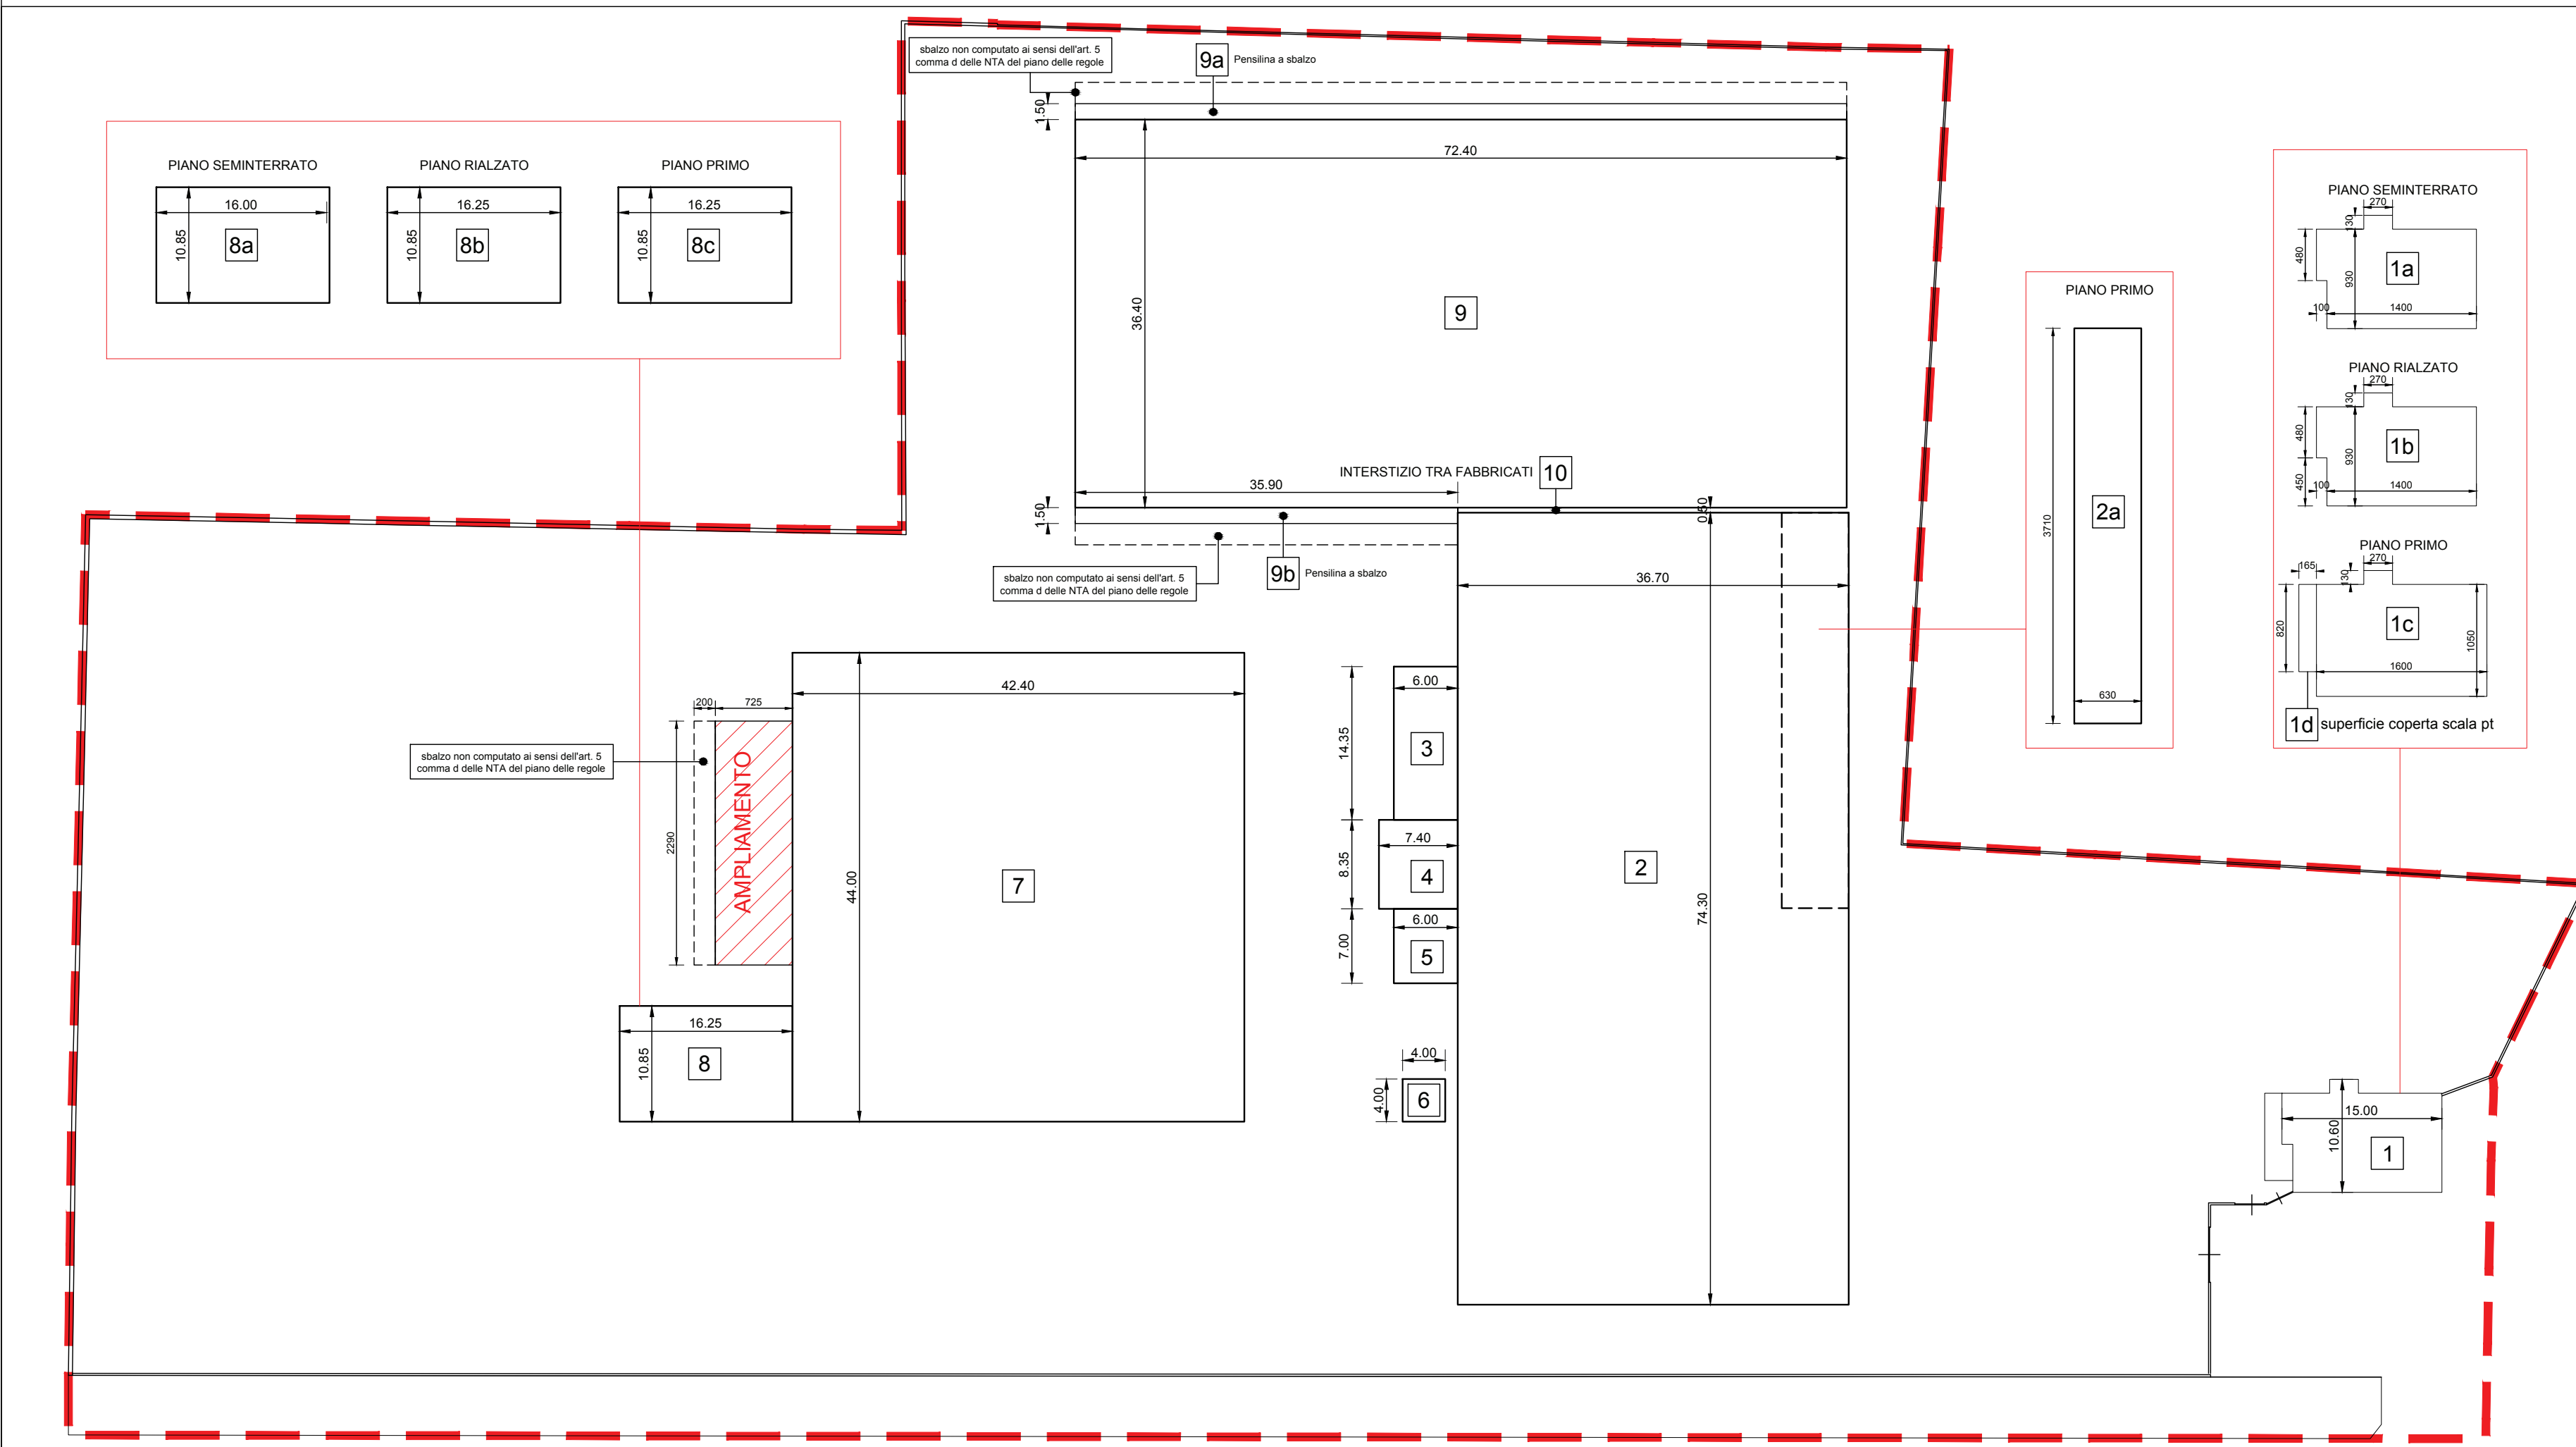 sbalzo non computato ai sensi dell'art. 5
comma d delle NTA del piano delle regole
9a Pensilina a sbalzo
1.50
72.40
36.40
9
INTERSTIZIO TRA FABBRICATI 10
35.90
1.50
0.50
9b Pensilina a sbalzo
sbalzo non computato ai sensi dell'art. 5
comma d delle NTA del piano delle regole
PIANO SEMINTERRATO
16.00
10.85
8a
PIANO RIALZATO
16.25
10.85
8b
PIANO PRIMO
16.25
10.85
8c
PIANO PRIMO
3710
2a
630
PIANO SEMINTERRATO
270
130
480
930
1a
100
1400
PIANO RIALZATO
270
130
480
930
450
1b
100
1400
PIANO PRIMO
165
270
130
820
1c
1050
1600
1d superficie coperta scala pt
36.70
74.30
2
6.00
14.35
3
7.40
8.35
4
6.00
7.00
5
4.00
4.00
6
42.40
44.00
7
200
725
2290
AMPLIAMENTO
sbalzo non computato ai sensi dell'art. 5
comma d delle NTA del piano delle regole
16.25
10.85
8
15.00
10.60
1